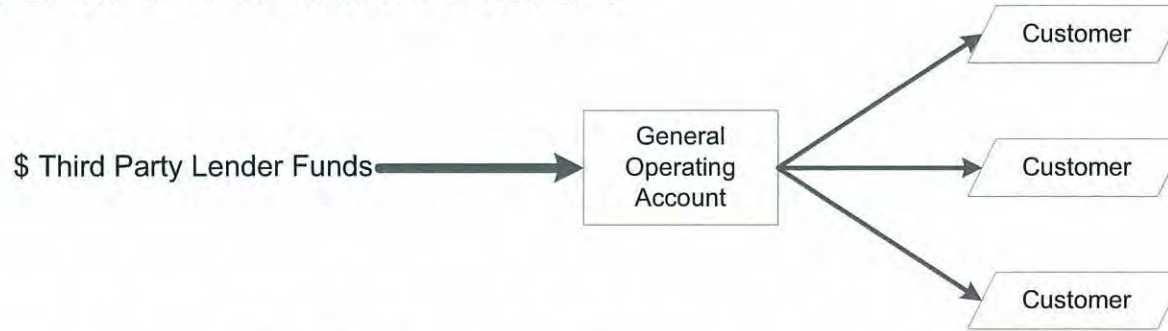 Customer
$ Third Party Lender Funds
General
Operating
Account
Customer
Customer